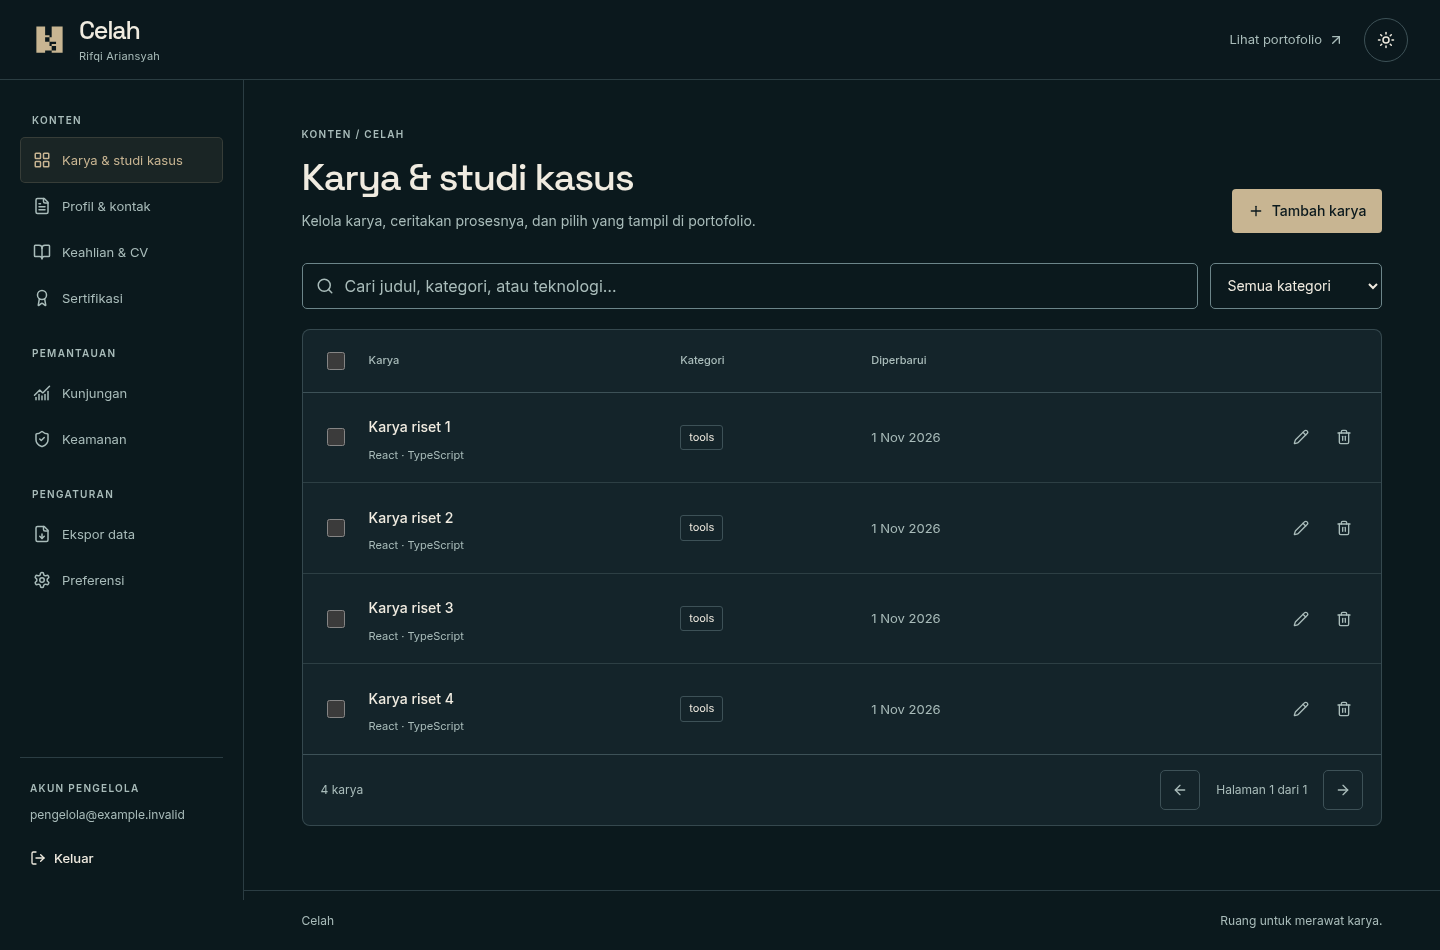 Celah
Rifqi Ariansyah
Lihat portofolio
KONTEN
Karya & studi kasus
Profil & kontak
Keahlian & CV
Sertifikasi
PEMANTAUAN
Kunjungan
Keamanan
PENGATURAN
Ekspor data
Preferensi
AKUN PENGELOLA
pengelola@example.invalid
Keluar
KONTEN / CELAH
Karya & studi kasus
Kelola karya, ceritakan prosesnya, dan pilih yang tampil di portofolio.
Tambah karya
Cari judul, kategori, atau teknologi...
Semua kategori
Karya Kategori Diperbarui
Karya riset 1
React · TypeScript
tools
1 Nov 2026
Karya riset 2
React · TypeScript
tools
1 Nov 2026
Karya riset 3
React · TypeScript
tools
1 Nov 2026
Karya riset 4
React · TypeScript
tools
1 Nov 2026
4 karya
Halaman 1 dari 1
Celah
Ruang untuk merawat karya.